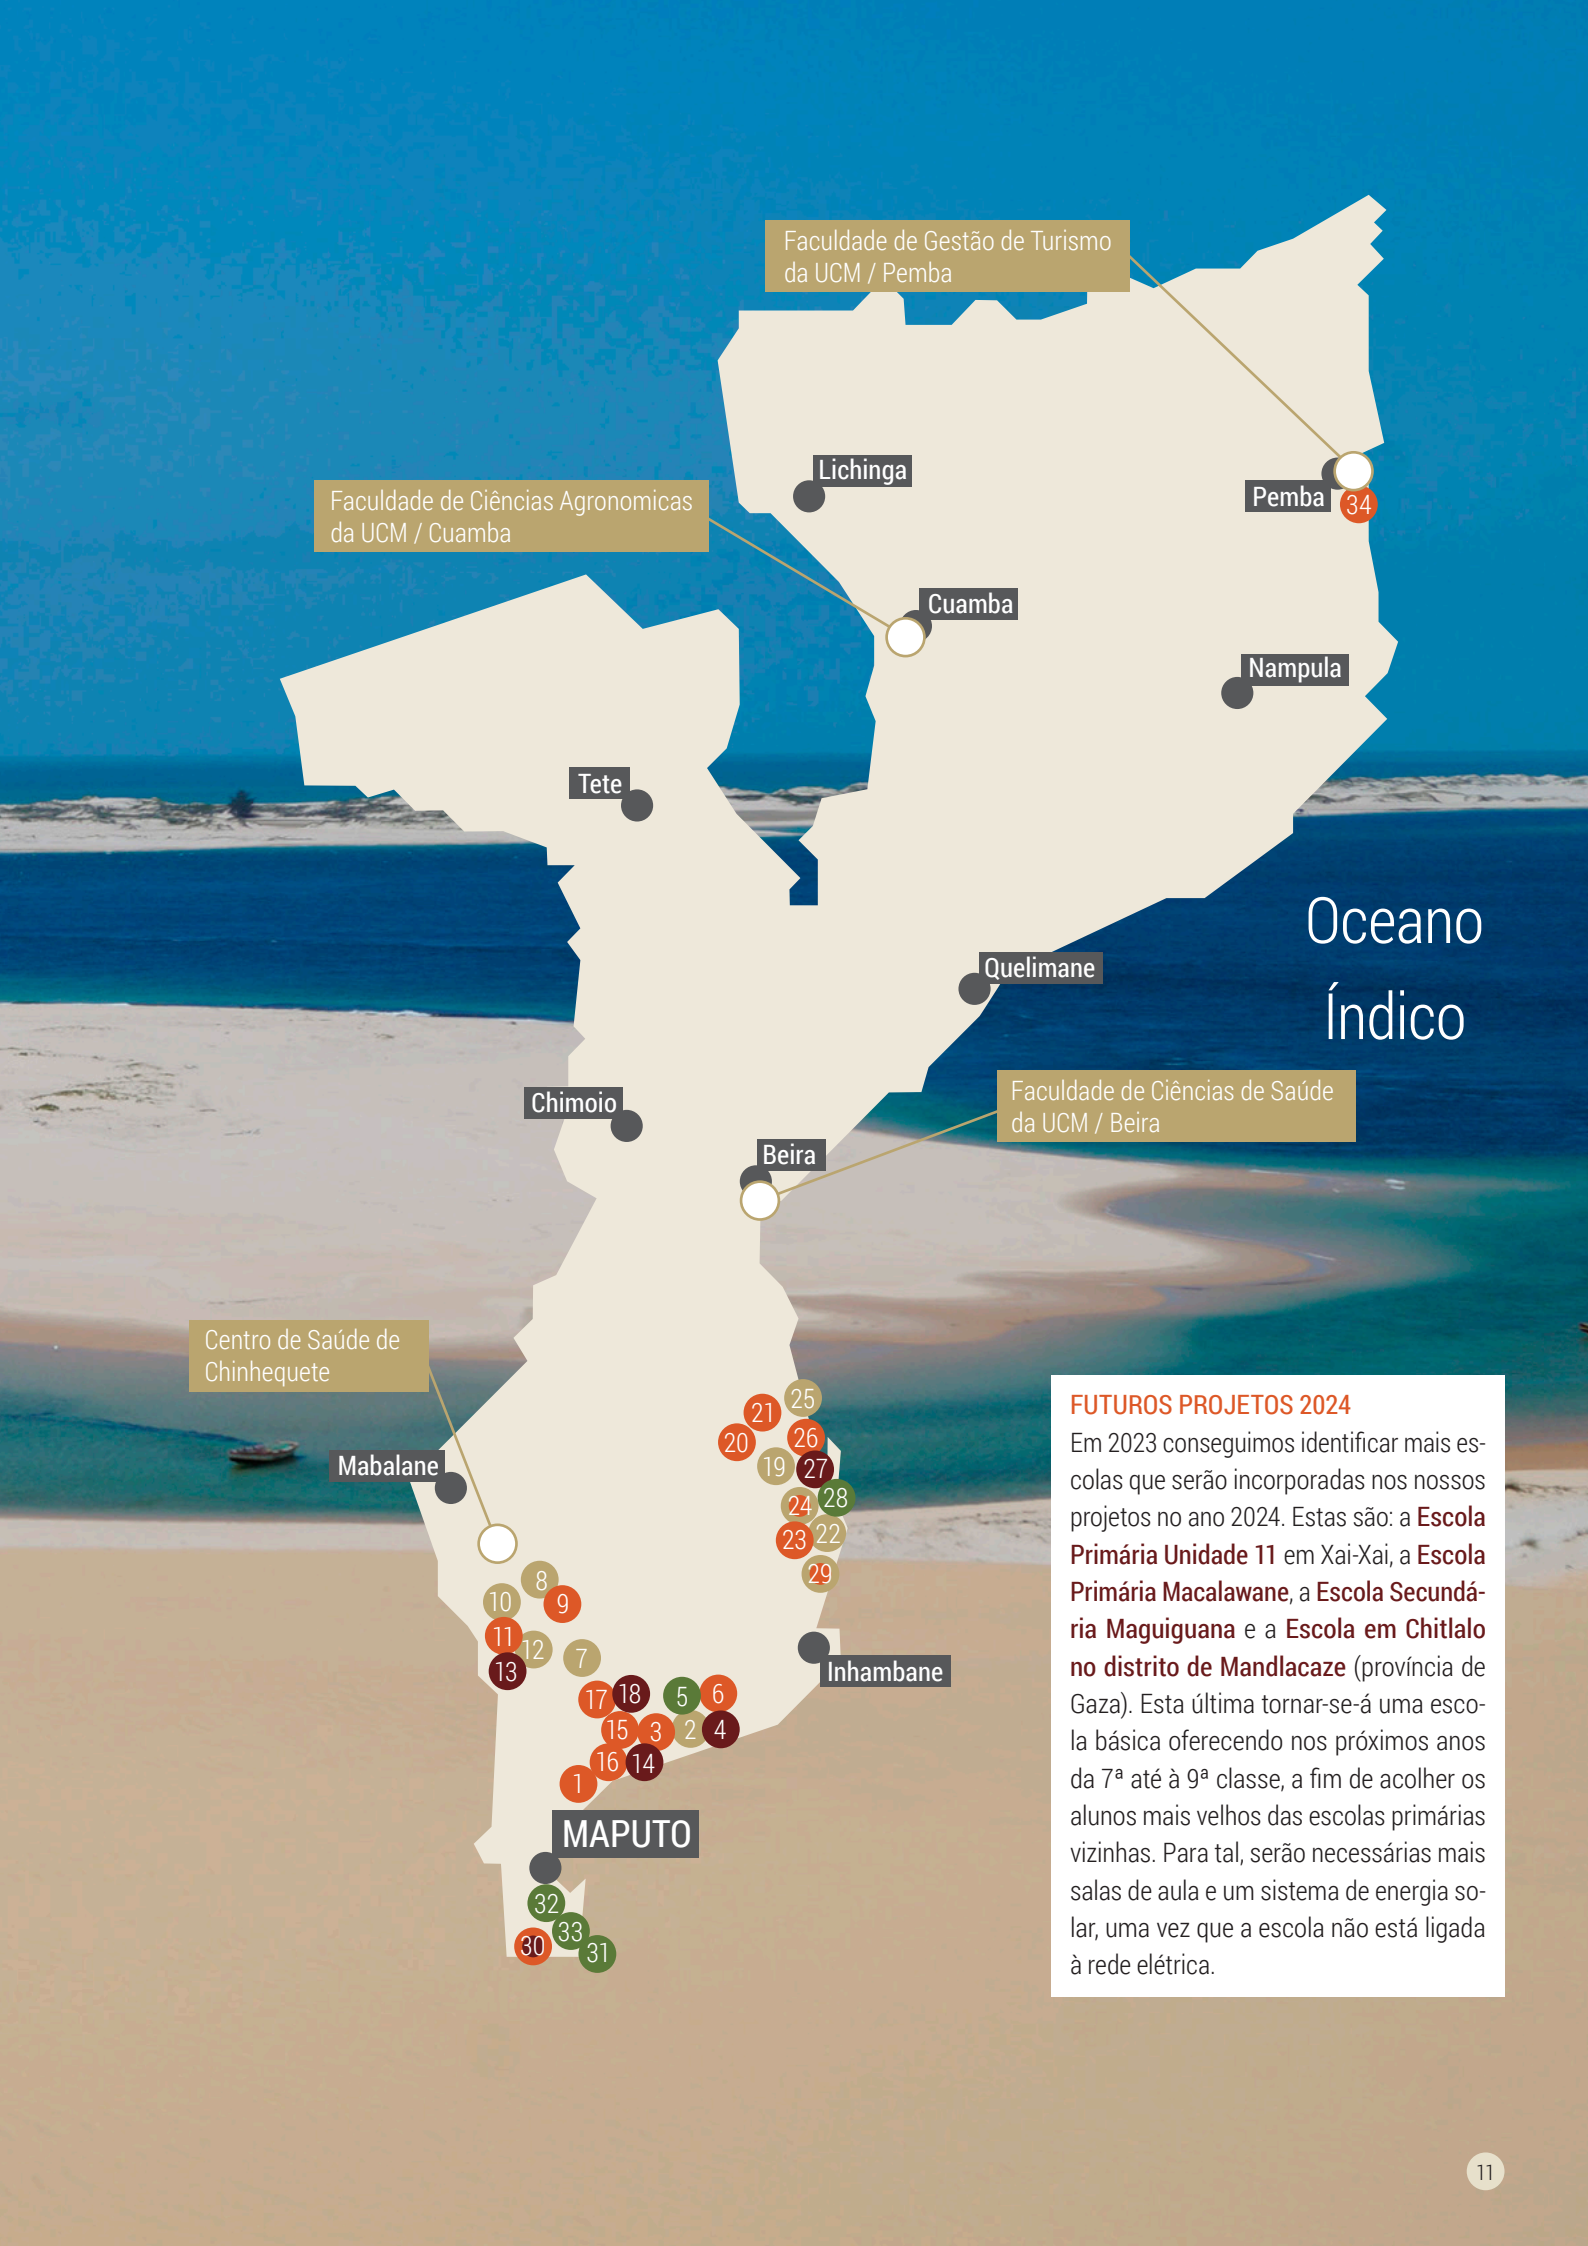 Faculdade de Gestão de Turismo
da UCM / Pemba
Lichinga
Pemba
34
Faculdade de Ciências Agronomicas
da UCM / Cuamba
Cuamba
Nampula
Tete
Oceano
Índico
Quelimane
Faculdade de Ciências de Saúde
da UCM / Beira
Chimoio
Beira
Centro de Saúde de
Chinhequete
Mabalane
25
21
26
20
19
27
28
24
22
23
29
8
10
9
11
12
7
13
Inhambane
17
18
5
6
15
3
2
4
16
14
1
MAPUTO
32
33
30
31
FUTUROS PROJETOS 2024
Em 2023 conseguimos identificar mais es-
colas que serão incorporadas nos nossos
projetos no ano 2024. Estas são: a Escola
Primária Unidade 11 em Xai-Xai, a Escola
Primária Macalawane, a Escola Secundá-
ria Maguiguana e a Escola em Chitlalo
no distrito de Mandlacaze (província de
Gaza). Esta última tornar-se-á uma esco-
la básica oferecendo nos próximos anos
da 7ª até à 9ª classe, a fim de acolher os
alunos mais velhos das escolas primárias
vizinhas. Para tal, serão necessárias mais
salas de aula e um sistema de energia so-
lar, uma vez que a escola não está ligada
à rede elétrica.
11